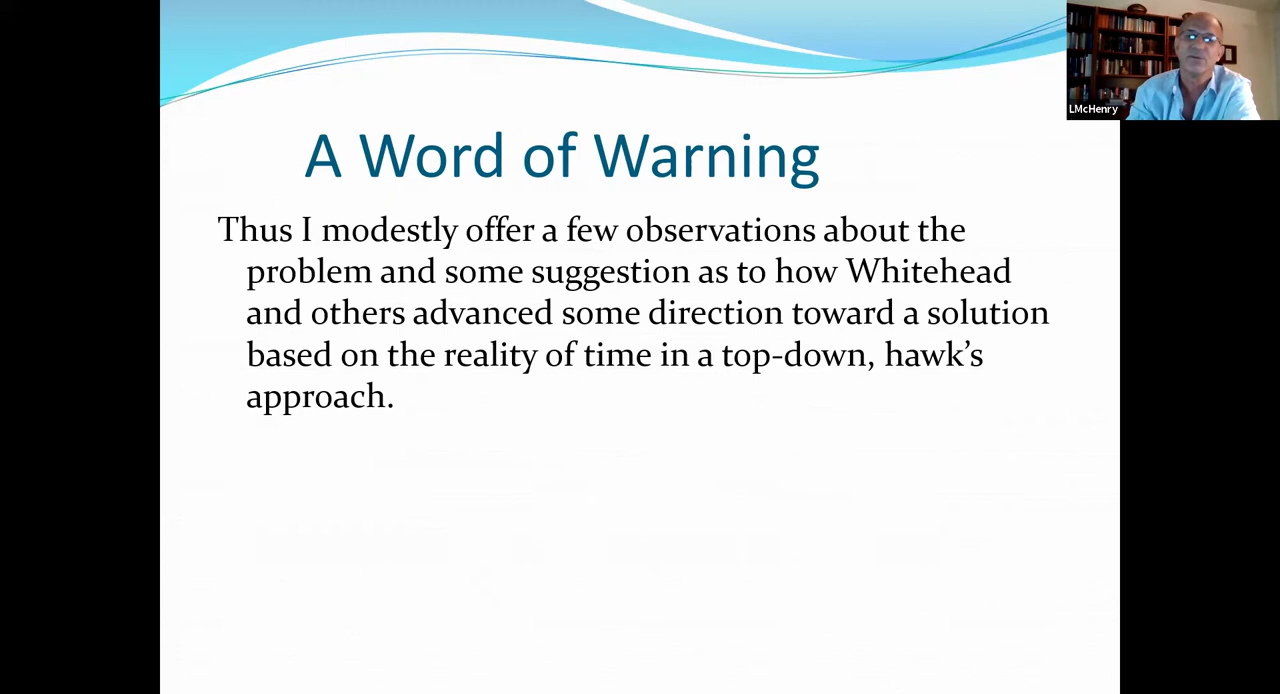 LMcHenry
A Word of Warning
Thus I modestly offer a few observations about the
problem and some suggestion as to how Whitehead
and others advanced some direction toward a solution
based on the reality of time in a top-down, hawk’s
approach.